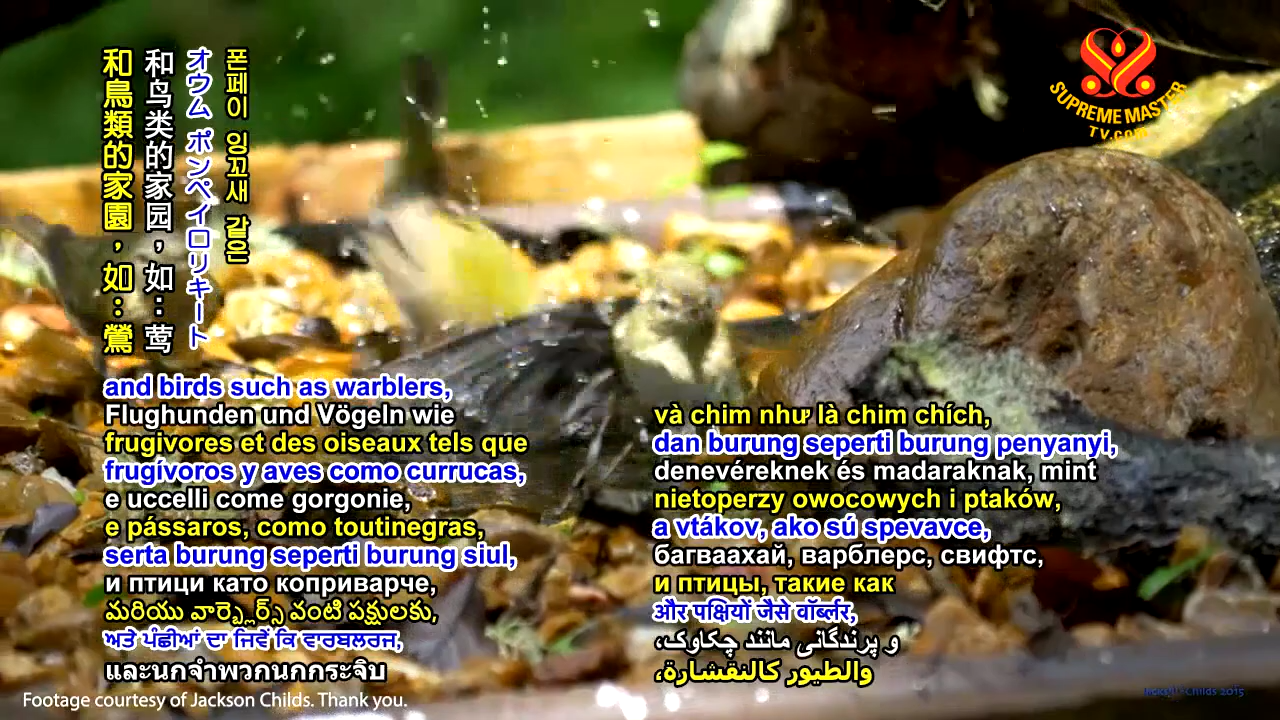 和鳥類的家園，如：鶯
和鸟类的家园，如：莺
オウム ポンペイロリキート
폰페이 잉꼬새 같은
SUPREME MASTER
TV.com
and birds such as warblers,
Flughunden und Vögeln wie
frugivores et des oiseaux tels que
frugívoros y aves como currucas,
e uccelli come gorgonie,
e pássaros, como toutinegras,
serta burung seperti burung siul,
и птици като коприварче,
మరియు వార్బ్లెర్స్ వంటి పక్షులకు,
ਅਤੇ ਪੰਛੀਆਂ ਦਾ ਜਿਵੇਂ ਕਿ ਵਾਰਬਲਰਜ਼,
และนกจำพวกนกกระจิบ
và chim như là chim chích,
dan burung seperti burung penyanyi,
denevéreknek és madaraknak, mint
nietoperzy owocowych i ptaków,
a vtákov, ako sú spevavce,
багваахай, варблерс, свифтс,
и птицы, такие как
और पक्षियों जैसे वॉर्ब्लर,
و پرندگانی مانند چکاوک،
والطيور كالنقشارة،
Footage courtesy of Jackson Childs. Thank you.
Jackson Childs 2015